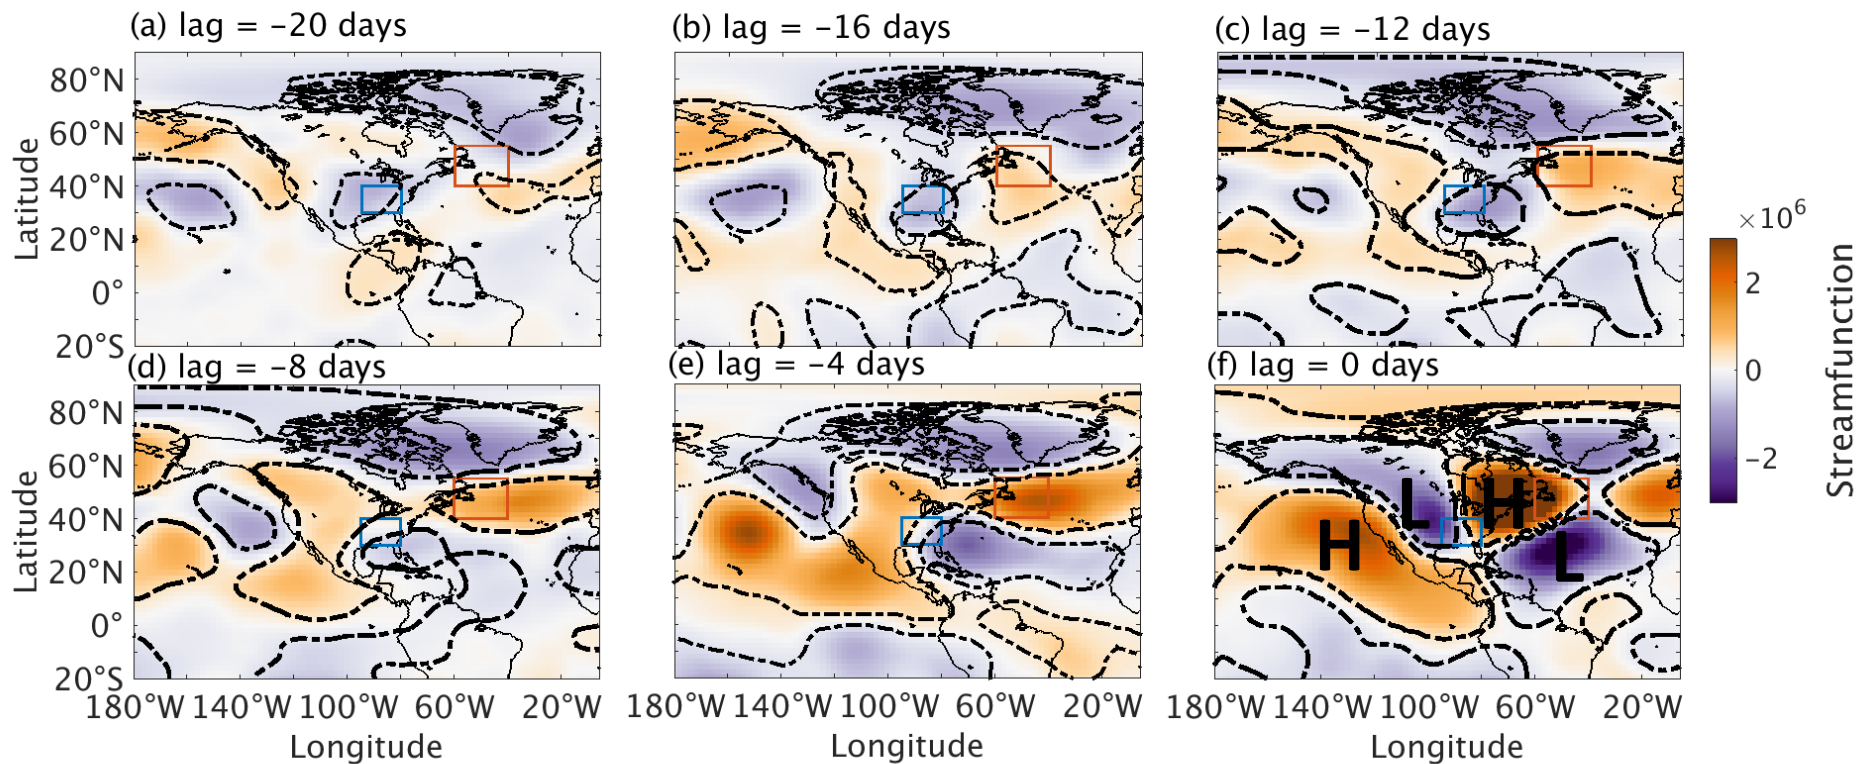 (a) lag = −20 days
(b) lag = −16 days
(c) lag = −12 days
80°N
60°N
40°N
20°N
0°
20°S
Latitude
×10⁶
2
0
−2
Streamfunction
(d) lag = −8 days
(e) lag = −4 days
(f) lag = 0 days
80°N
60°N
40°N
20°N
0°
20°S
Latitude
H
L
H
L
180°W 140°W 100°W 60°W 20°W
180°W 140°W 100°W 60°W 20°W
180°W 140°W 100°W 60°W 20°W
Longitude
Longitude
Longitude